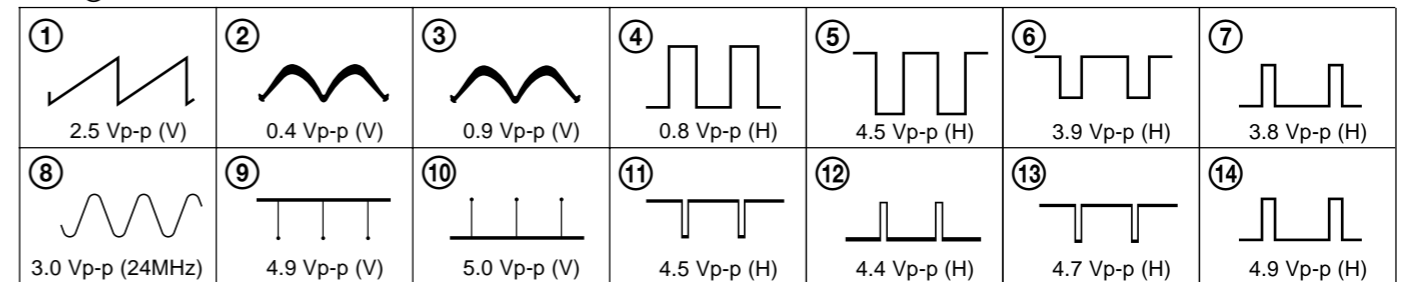 ① ② ③ ④ ⑤ ⑥ ⑦
2.5 Vp-p (V) 0.4 Vp-p (V) 0.9 Vp-p (V) 0.8 Vp-p (H) 4.5 Vp-p (H) 3.9 Vp-p (H) 3.8 Vp-p (H)
⑧ ⑨ ⑩ ⑪ ⑫ ⑬ ⑭
3.0 Vp-p (24MHz) 4.9 Vp-p (V) 5.0 Vp-p (V) 4.5 Vp-p (H) 4.4 Vp-p (H) 4.7 Vp-p (H) 4.9 Vp-p (H)